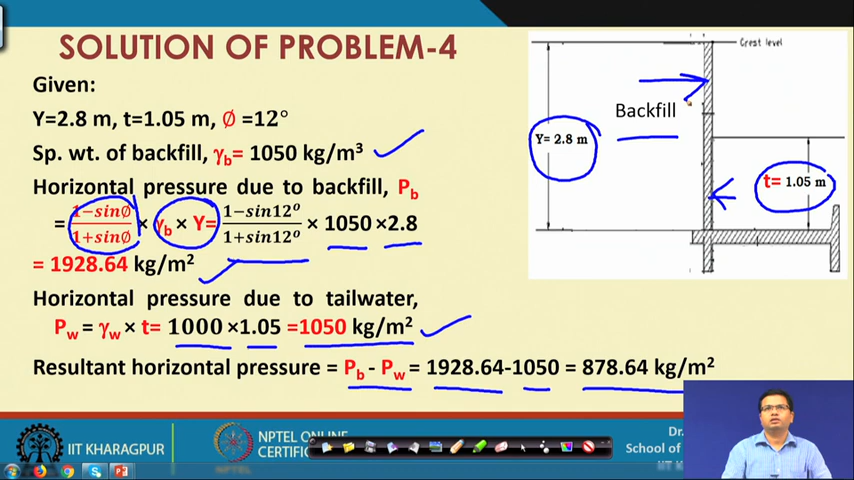 SOLUTION OF PROBLEM-4
Given:
Y=2.8 m, t=1.05 m, Ø =12°
Sp. wt. of backfill, γb= 1050 kg/m³
Horizontal pressure due to backfill, Pb
= (1−sinØ)/(1+sinØ) × γb × Y= (1−sin12°)/(1+sin12°) × 1050 ×2.8
= 1928.64 kg/m²
Horizontal pressure due to tailwater,
Pw = γw × t= 1000 ×1.05 =1050 kg/m²
Resultant horizontal pressure = Pb - Pw = 1928.64-1050 = 878.64 kg/m²
Crest level
Backfill
Y= 2.8 m
t= 1.05 m
IIT KHARAGPUR
NPTEL ONLINE
CERTIFIC
Dr.
School of
IIT K
NPTEL